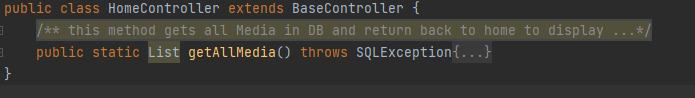 public class HomeController extends BaseController {
/** this method gets all Media in DB and return back to home to display ...*/
public static List getAllMedia() throws SQLException{...}
}